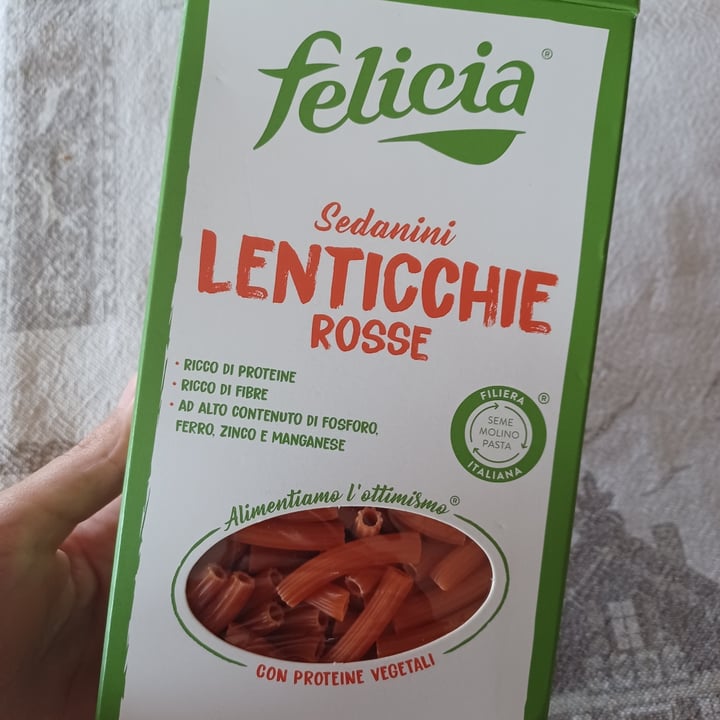 felicia®
Sedanini
LENTICCHIE
ROSSE
• RICCO DI PROTEINE
• RICCO DI FIBRE
• AD ALTO CONTENUTO DI FOSFORO,
FERRO, ZINCO E MANGANESE
FILIERA ®
SEME
MOLINO
PASTA
ITALIANA
Alimentiamo l'ottimismo®
CON PROTEINE VEGETALI